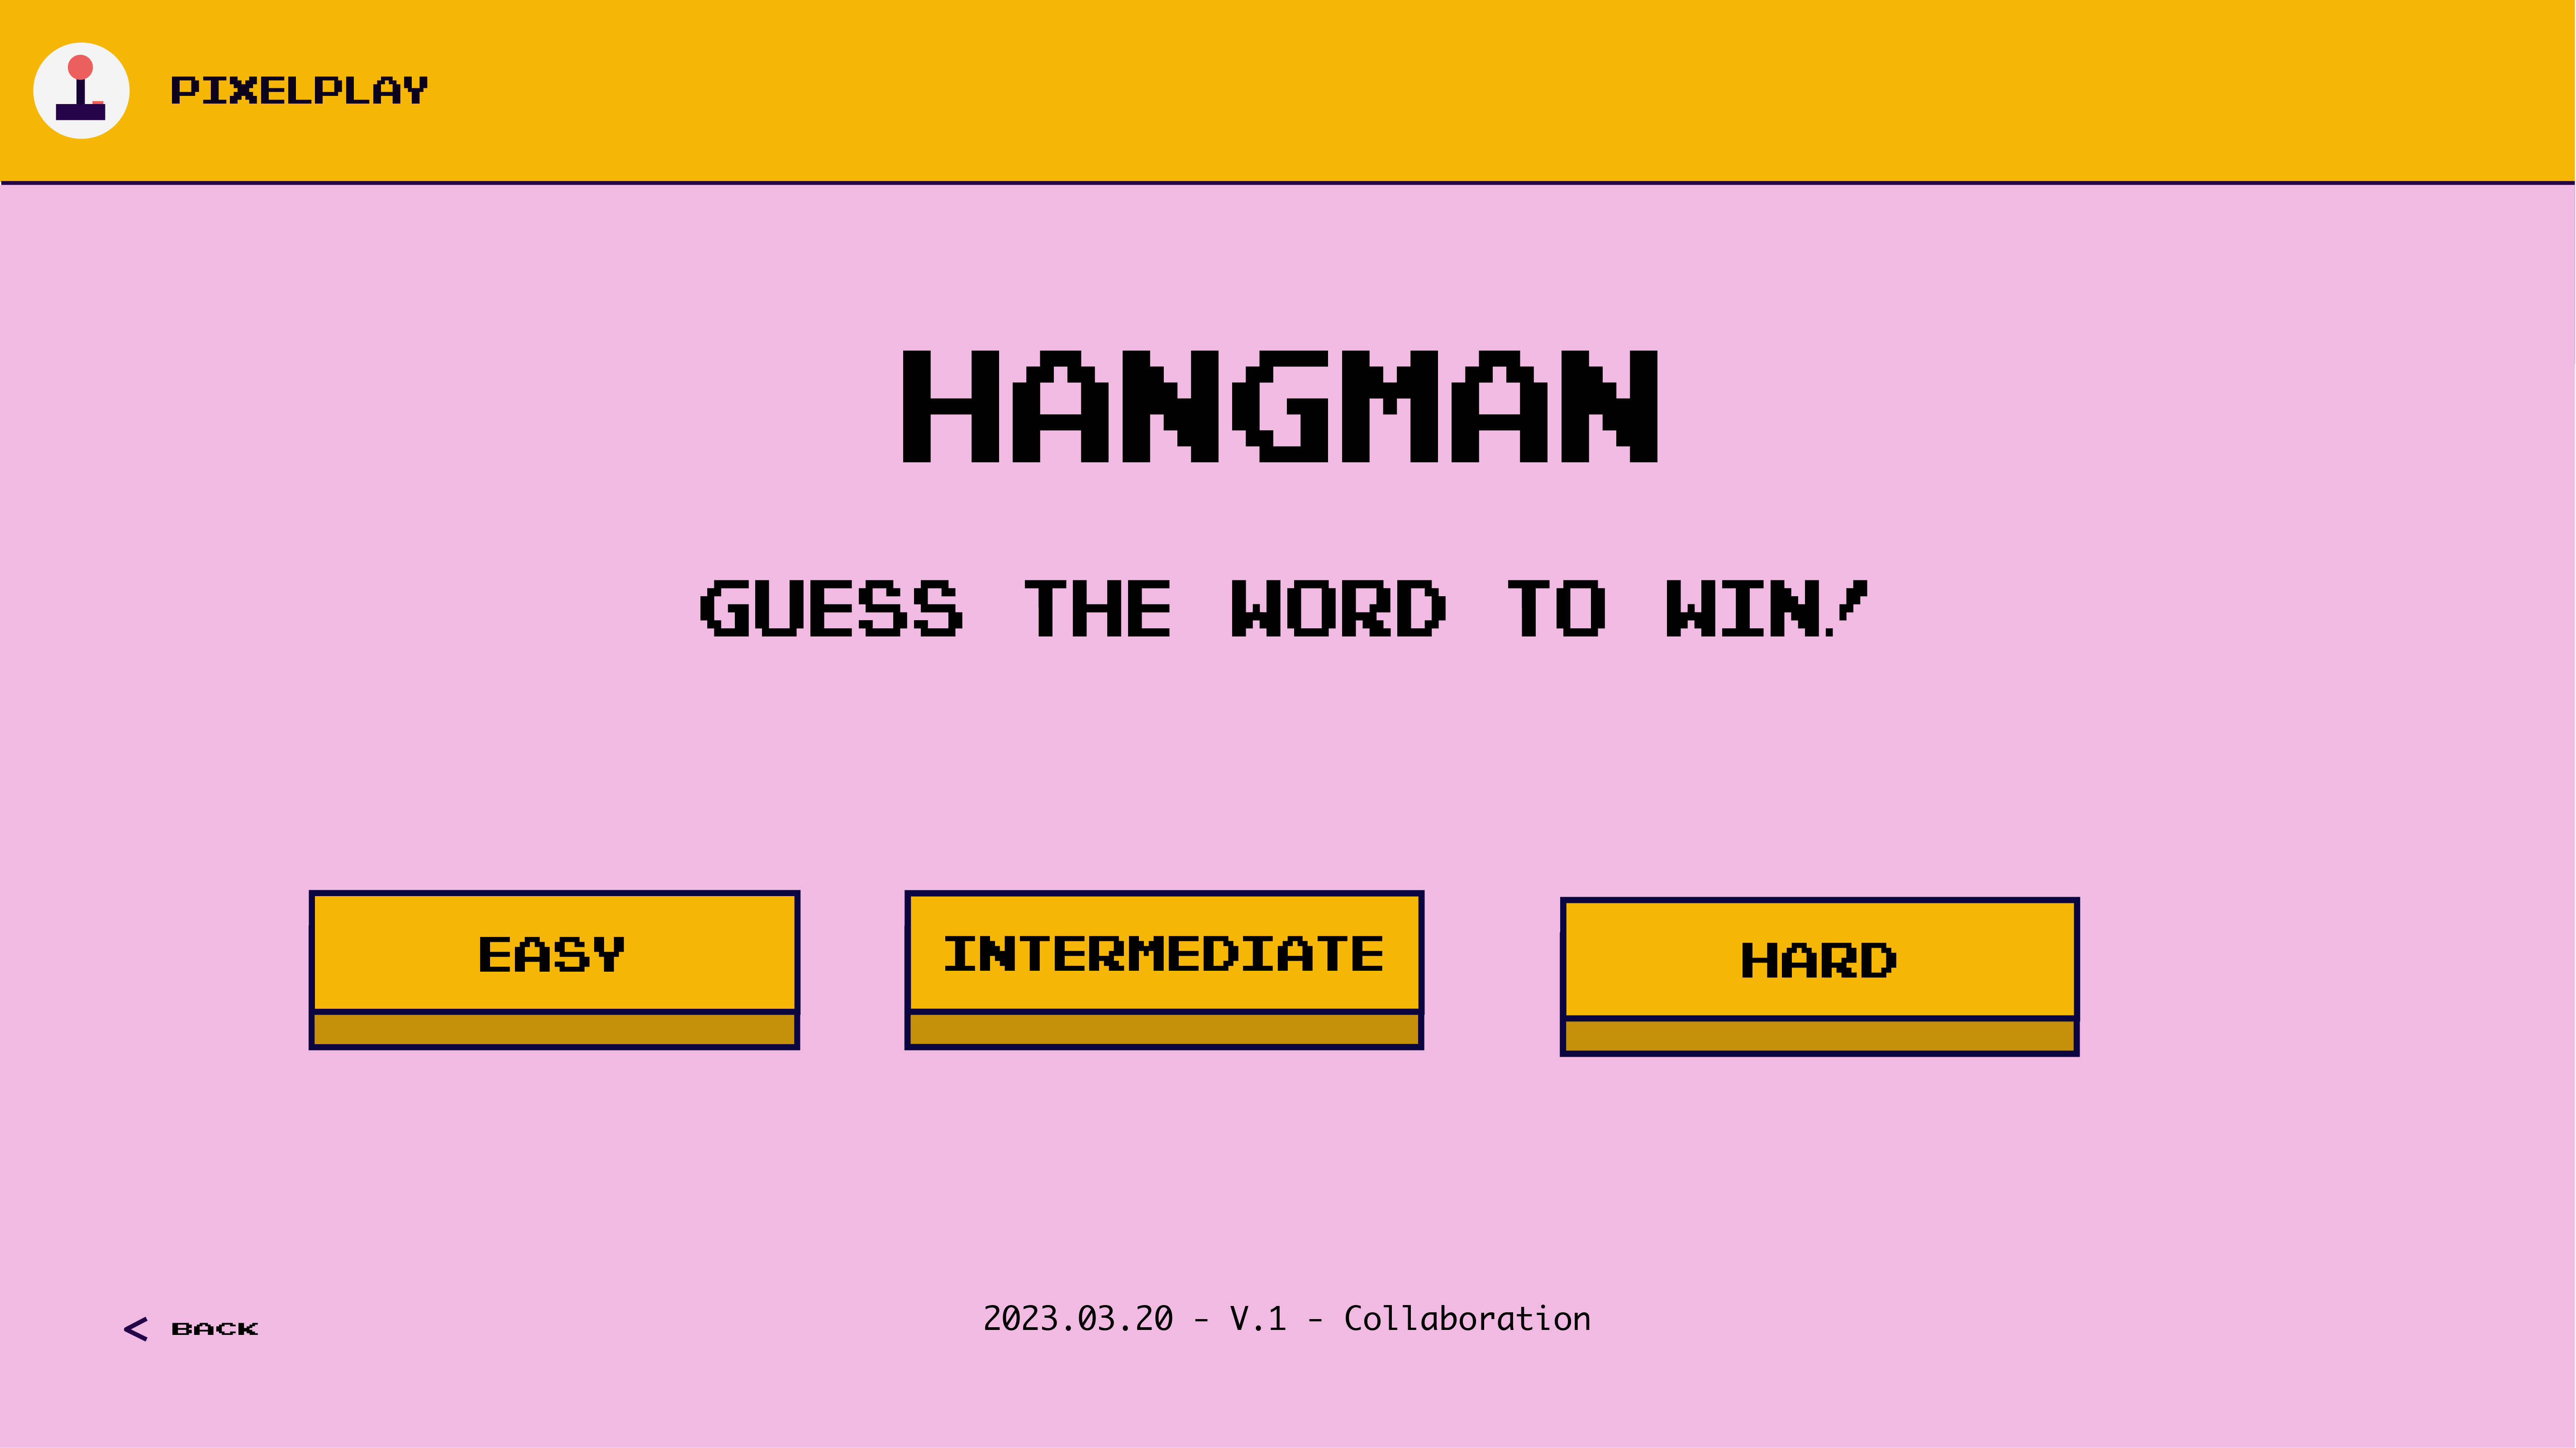 PIXELPLAY
HANGMAN
GUESS THE WORD TO WIN!
EASY
INTERMEDIATE
HARD
< BACK
2023.03.20 - V.1 - Collaboration